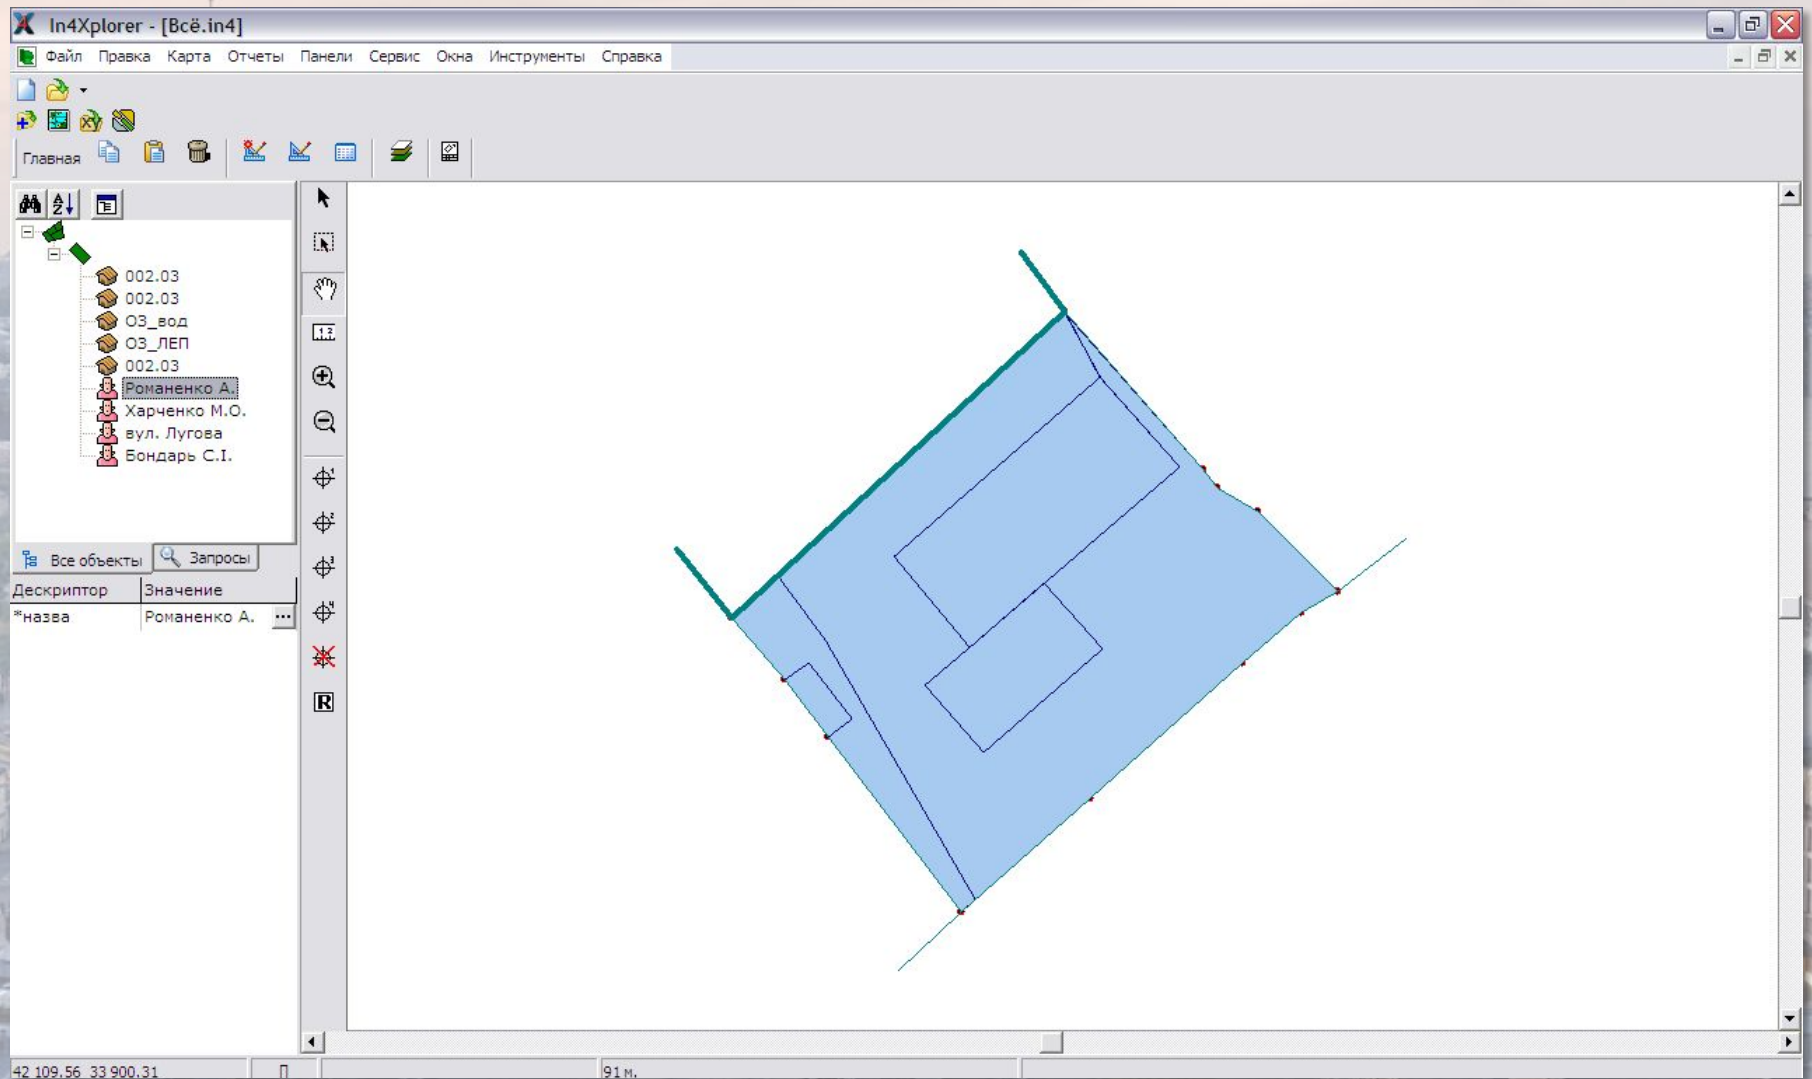 In4Xplorer - [Всё.in4]
Файл Правка Карта Отчеты Панели Сервис Окна Инструменты Справка
Главная
002.03
002.03
ОЗ_вод
ОЗ_ЛЕП
002.03
Романенко А.
Харченко М.О.
вул. Лугова
Бондарь С.І.
Все объекты Запросы
Дескриптор Значение
*назва Романенко А. ...
R
42 109.56 33 900.31 П 91 м.